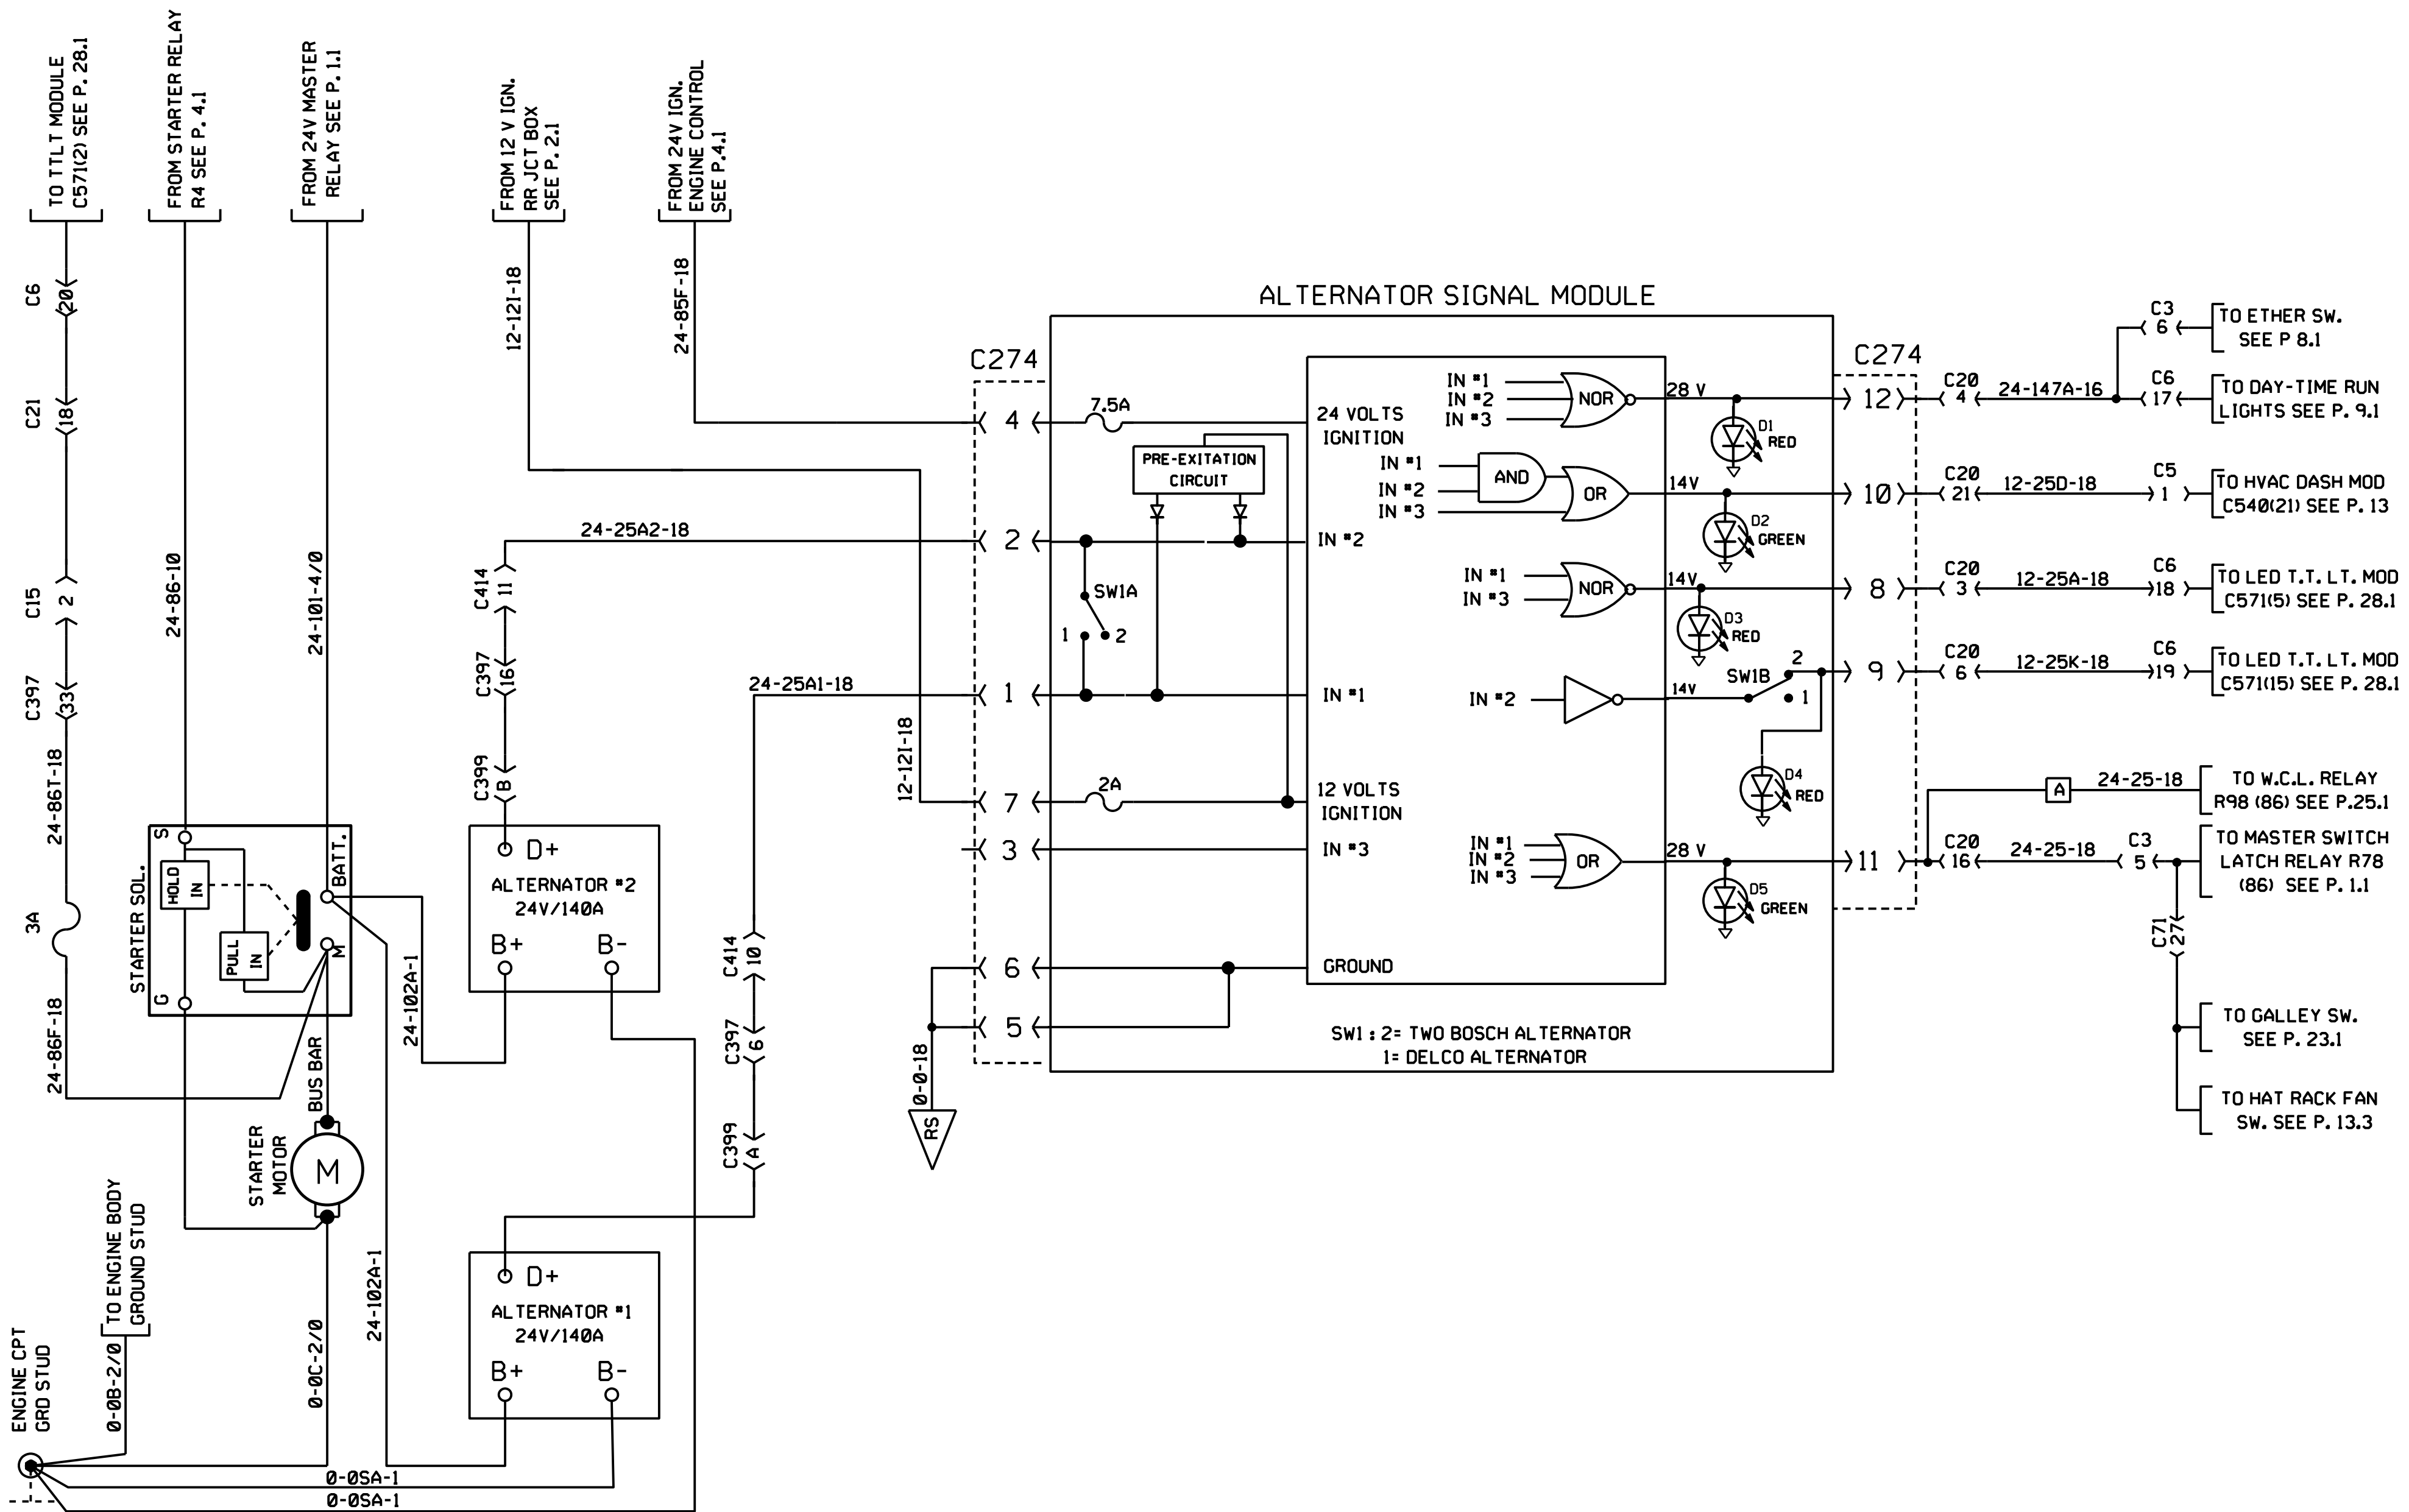 TO TTLT MODULE
C571(2) SEE P. 28.1
FROM STARTER RELAY
R4 SEE P. 4.1
FROM 24V MASTER
RELAY SEE P. 1.1
FROM 12 V IGN.
RR JCT BOX
SEE P. 2.1
FROM 24V IGN.
ENGINE CONTROL
SEE P.4.1
C6
20
C21
18
C15
2
C397
33
24-86T-18
3A
24-86F-18
24-86-10
24-101-4/0
12-12I-18
24-85F-18
STARTER SOL.
S
HOLD
IN
PULL
IN
BATT.
M
G
BUS BAR
STARTER
MOTOR
M
24-102A-1
24-102A-1
0-0C-2/0
TO ENGINE BODY
GROUND STUD
0-0B-2/0
ENGINE CPT
GRD STUD
0-0SA-1
0-0SA-1
24-25A2-18
C414
11
C397
16
C399
B
D+
ALTERNATOR #2
24V/140A
B+
B-
24-25A1-18
C414
10
C397
6
C399
A
D+
ALTERNATOR #1
24V/140A
B+
B-
12-12I-18
0-0-18
RS
ALTERNATOR SIGNAL MODULE
C274
4
2
1
7
3
6
5
7.5A
PRE-EXITATION
CIRCUIT
SW1A
1
2
2A
24 VOLTS
IGNITION
IN #2
IN #1
12 VOLTS
IGNITION
IN #3
GROUND
IN #1
IN #2
IN #3
NOR
28 V
D1
RED
IN #1
IN #2
IN #3
AND
OR
14V
D2
GREEN
IN #1
IN #3
NOR
14V
D3
RED
IN #2
14V
SW1B
2
1
D4
RED
IN #1
IN #2
IN #3
OR
28 V
D5
GREEN
SW1 : 2= TWO BOSCH ALTERNATOR
1= DELCO ALTERNATOR
C274
12
10
8
9
11
C20
4
24-147A-16
C3
6
TO ETHER SW.
SEE P 8.1
C6
17
TO DAY-TIME RUN
LIGHTS SEE P. 9.1
C20
21
12-25D-18
C5
1
TO HVAC DASH MOD
C540(21) SEE P. 13
C20
3
12-25A-18
C6
18
TO LED T.T. LT. MOD
C571(5) SEE P. 28.1
C20
6
12-25K-18
C6
19
TO LED T.T. LT. MOD
C571(15) SEE P. 28.1
A
24-25-18
TO W.C.L. RELAY
R98 (86) SEE P.25.1
C20
16
24-25-18
C3
5
TO MASTER SWITCH
LATCH RELAY R78
(86) SEE P. 1.1
C71
27
TO GALLEY SW.
SEE P. 23.1
TO HAT RACK FAN
SW. SEE P. 13.3